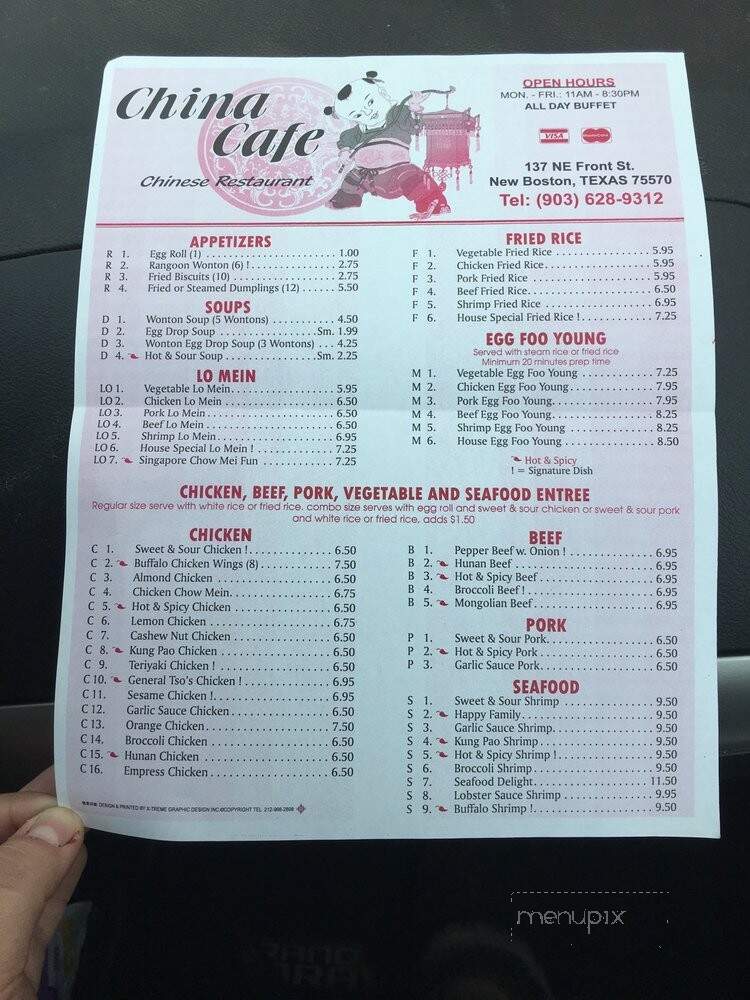 China
Cafe
Chinese Restaurant
OPEN HOURS
MON. - FRI.: 11AM - 8:30PM
ALL DAY BUFFET
VISA MasterCard
137 NE Front St.
New Boston, TEXAS 75570
Tel: (903) 628-9312
APPETIZERS
R 1. Egg Roll (1) 1.00
R 2. Rangoon Wonton (6) ! 2.75
R 3. Fried Biscuits (10) 2.75
R 4. Fried or Steamed Dumplings (12) 5.50
SOUPS
D 1. Wonton Soup (5 Wontons) 4.50
D 2. Egg Drop Soup Sm. 1.99
D 3. Wonton Egg Drop Soup (3 Wontons) 4.25
D 4. Hot & Sour Soup Sm. 2.25
LO MEIN
LO 1. Vegetable Lo Mein 5.95
LO 2. Chicken Lo Mein 6.50
LO 3. Pork Lo Mein 6.50
LO 4. Beef Lo Mein 6.50
LO 5. Shrimp Lo Mein 6.95
LO 6. House Special Lo Mein ! 7.25
LO 7. Singapore Chow Mei Fun 7.25
FRIED RICE
F 1. Vegetable Fried Rice 5.95
F 2. Chicken Fried Rice 5.95
F 3. Pork Fried Rice 5.95
F 4. Beef Fried Rice 6.50
F 5. Shrimp Fried Rice 6.95
F 6. House Special Fried Rice ! 7.25
EGG FOO YOUNG
Served with steam rice or fried rice
Minimum 20 minutes prep time
M 1. Vegetable Egg Foo Young 7.25
M 2. Chicken Egg Foo Young 7.95
M 3. Pork Egg Foo Young 7.95
M 4. Beef Egg Foo Young 8.25
M 5. Shrimp Egg Foo Young 8.25
M 6. House Egg Foo Young 8.50
Hot & Spicy
! = Signature Dish
CHICKEN, BEEF, PORK, VEGETABLE AND SEAFOOD ENTREE
Regular size serve with white rice or fried rice. combo size serves with egg roll and sweet & sour chicken or sweet & sour pork
and white rice or fried rice, adds $1.50
CHICKEN
C 1. Sweet & Sour Chicken ! 6.50
C 2. Buffalo Chicken Wings (8) 7.50
C 3. Almond Chicken 6.50
C 4. Chicken Chow Mein 6.75
C 5. Hot & Spicy Chicken 6.50
C 6. Lemon Chicken 6.75
C 7. Cashew Nut Chicken 6.50
C 8. Kung Pao Chicken 6.50
C 9. Teriyaki Chicken ! 6.50
C 10. General Tso's Chicken ! 6.95
C 11. Sesame Chicken ! 6.95
C 12. Garlic Sauce Chicken 6.50
C 13. Orange Chicken 7.50
C 14. Broccoli Chicken 6.50
C 15. Hunan Chicken 6.50
C 16. Empress Chicken 6.50
BEEF
B 1. Pepper Beef w. Onion ! 6.95
B 2. Hunan Beef 6.95
B 3. Hot & Spicy Beef 6.95
B 4. Broccoli Beef ! 6.95
B 5. Mongolian Beef 6.95
PORK
P 1. Sweet & Sour Pork 6.50
P 2. Hot & Spicy Pork 6.50
P 3. Garlic Sauce Pork 6.50
SEAFOOD
S 1. Sweet & Sour Shrimp 9.50
S 2. Happy Family 9.50
S 3. Garlic Sauce Shrimp 9.50
S 4. Kung Pao Shrimp 9.50
S 5. Hot & Spicy Shrimp ! 9.50
S 6. Broccoli Shrimp 9.50
S 7. Seafood Delight 11.50
S 8. Lobster Sauce Shrimp 9.95
S 9. Buffalo Shrimp ! 9.50
DESIGN & PRINTED BY X-TREME GRAPHIC DESIGN INC.©COPYRIGHT TEL
menupix